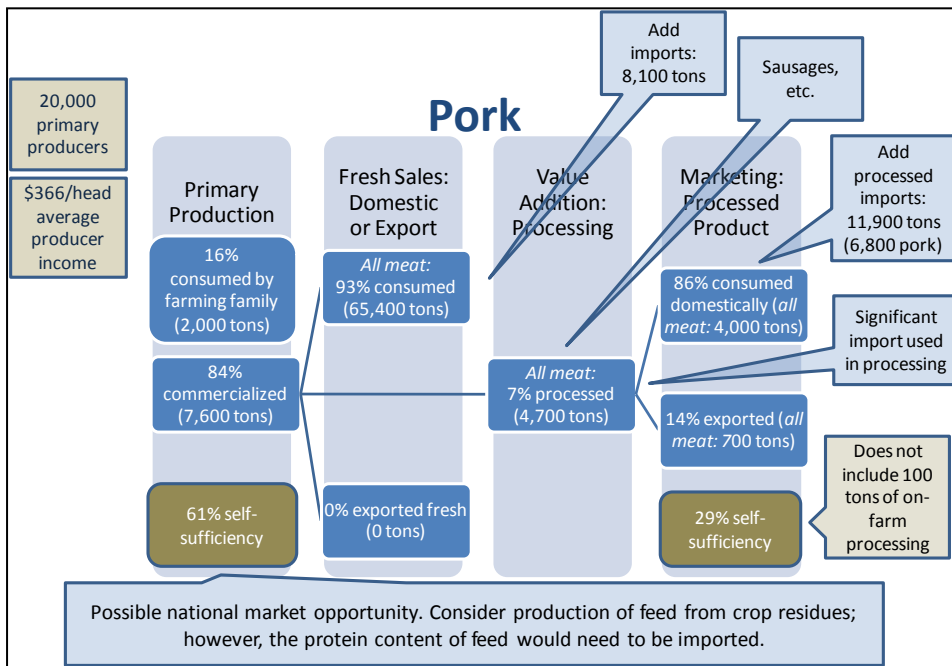 Pork
20,000
primary
producers
$366/head
average
producer
income
Add
imports:
8,100 tons
Sausages,
etc.
Add
processed
imports:
11,900 tons
(6,800 pork)
Significant
import used
in processing
Does not
include 100
tons of on-
farm
processing
Primary
Production
16%
consumed by
farming family
(2,000 tons)
84%
commercialized
(7,600 tons)
61% self-
sufficiency
Fresh Sales:
Domestic
or Export
All meat:
93% consumed
(65,400 tons)
0% exported fresh
(0 tons)
Value
Addition:
Processing
All meat:
7% processed
(4,700 tons)
Marketing:
Processed
Product
86% consumed
domestically (all
meat: 4,000 tons)
14% exported (all
meat: 700 tons)
29% self-
sufficiency
Possible national market opportunity. Consider production of feed from crop residues;
however, the protein content of feed would need to be imported.